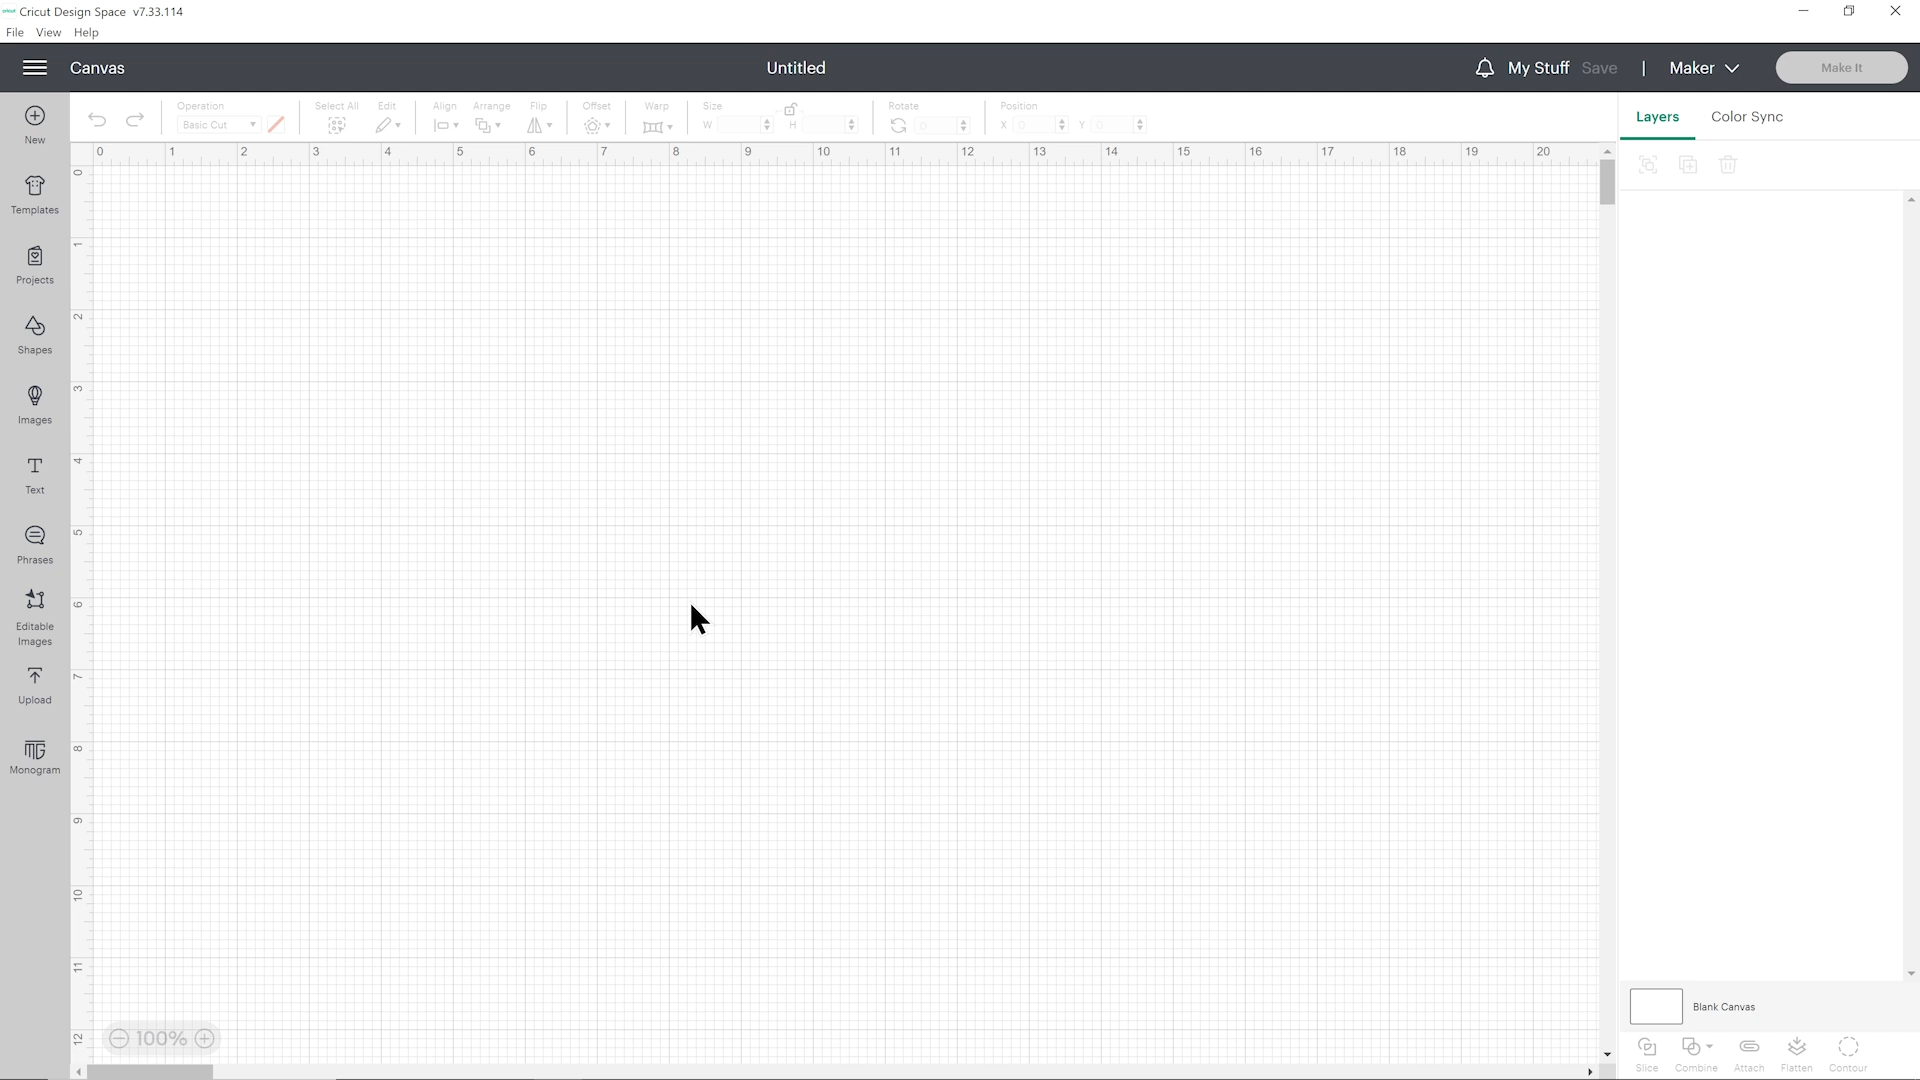 cricut Cricut Design Space v7.33.114
File View Help
Canvas
Untitled
My Stuff Save | Maker
Make It
New
Templates
Projects
Shapes
Images
Text
Phrases
Editable
Images
Upload
Monogram
Operation
Basic Cut
Select All
Edit
Align
Arrange
Flip
Offset
Warp
Size
W
H
Rotate
0
Position
X 0
Y 0
0 1 2 3 4 5 6 7 8 9 10 11 12 13 14 15 16 17 18 19 20
0
1
2
3
4
5
6
7
8
9
10
11
12
100%
Layers Color Sync
Blank Canvas
Slice Combine Attach Flatten Contour